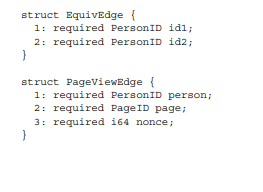 struct EquivEdge {
1: required PersonID id1;
2: required PersonID id2;
}
struct PageViewEdge {
1: required PersonID person;
2: required PageID page;
3: required i64 nonce;
}